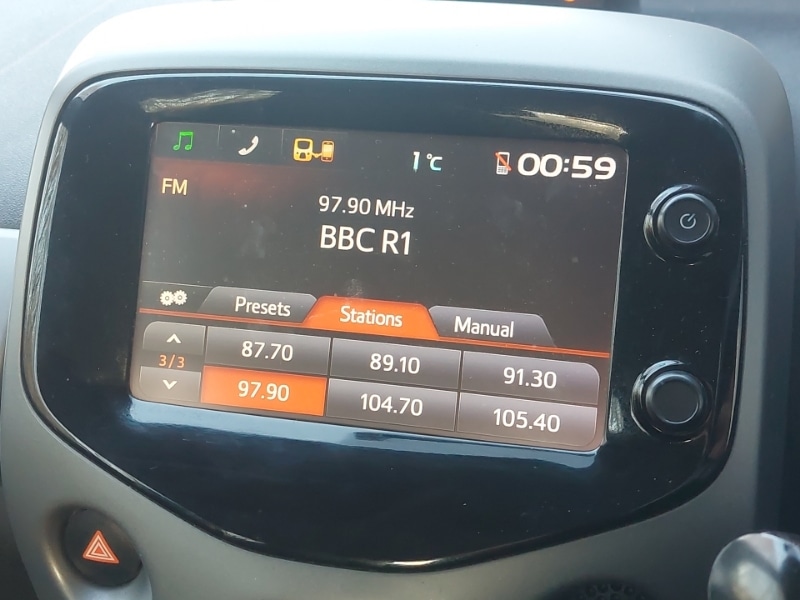 1 °C 00:59
FM
97.90 MHz
BBC R1
Presets Stations Manual
3/3
87.70 89.10 91.30
97.90 104.70 105.40